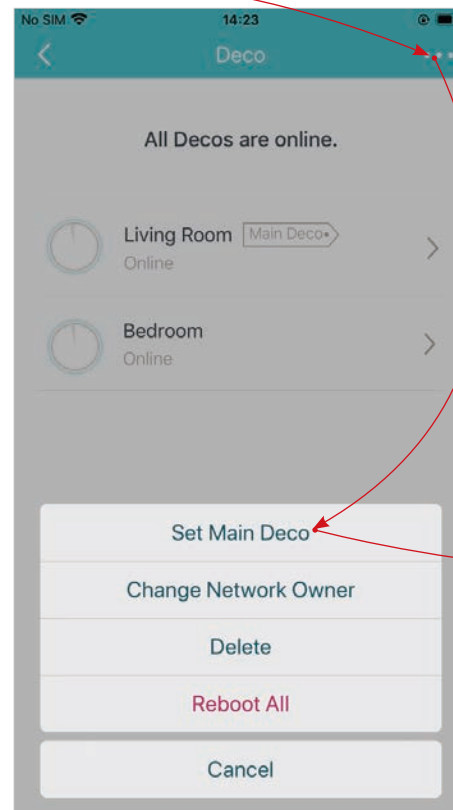 No SIM 14:23
Deco
All Decos are online.
Living Room Main Deco
Online
Bedroom
Online
Set Main Deco
Change Network Owner
Delete
Reboot All
Cancel